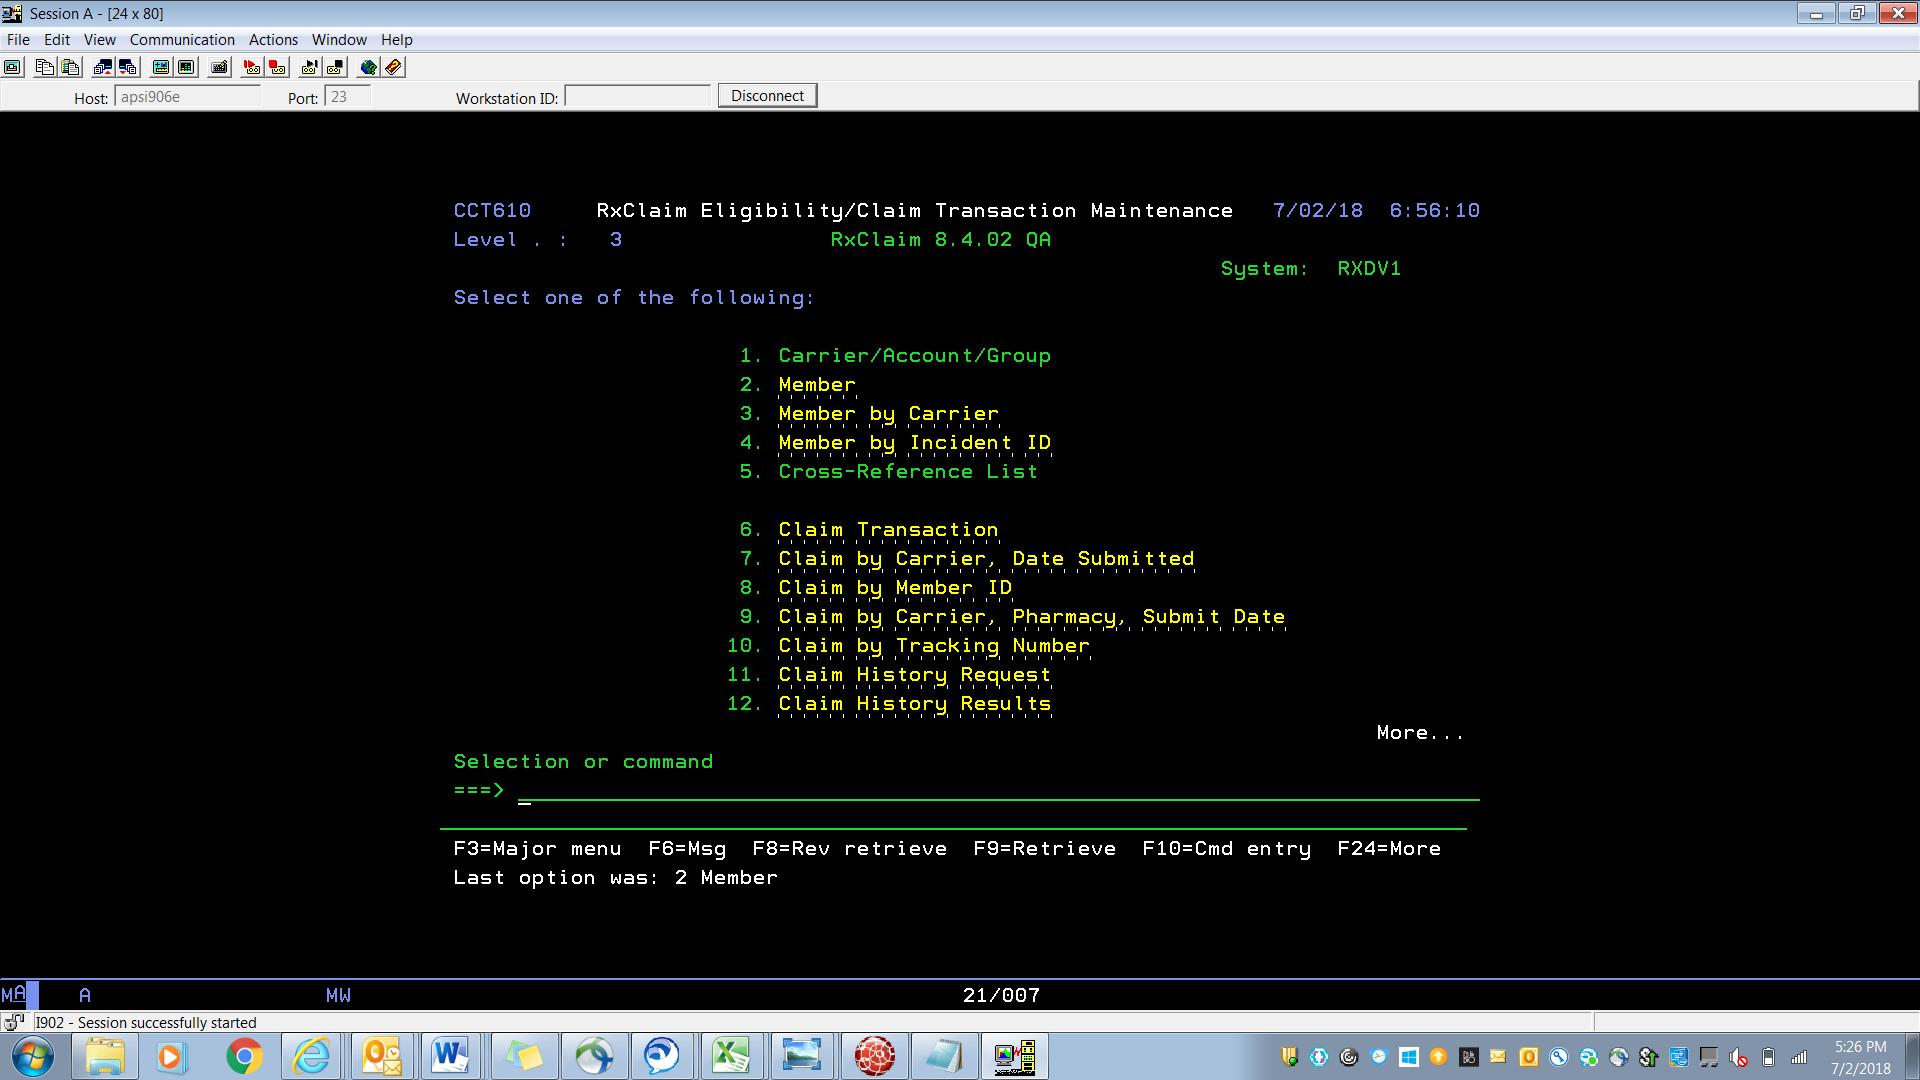 Session A - [24 x 80]
File Edit View Communication Actions Window Help
Host: apsi906e Port: 23 Workstation ID: Disconnect
CCT610 RxClaim Eligibility/Claim Transaction Maintenance 7/02/18 6:56:10
Level . : 3 RxClaim 8.4.02 QA
System: RXDV1
Select one of the following:
1. Carrier/Account/Group
2. Member
3. Member by Carrier
4. Member by Incident ID
5. Cross-Reference List
6. Claim Transaction
7. Claim by Carrier, Date Submitted
8. Claim by Member ID
9. Claim by Carrier, Pharmacy, Submit Date
10. Claim by Tracking Number
11. Claim History Request
12. Claim History Results
More...
Selection or command
===>
F3=Major menu F6=Msg F8=Rev retrieve F9=Retrieve F10=Cmd entry F24=More
Last option was: 2 Member
MA A MW 21/007
I902 - Session successfully started
5:26 PM
7/2/2018